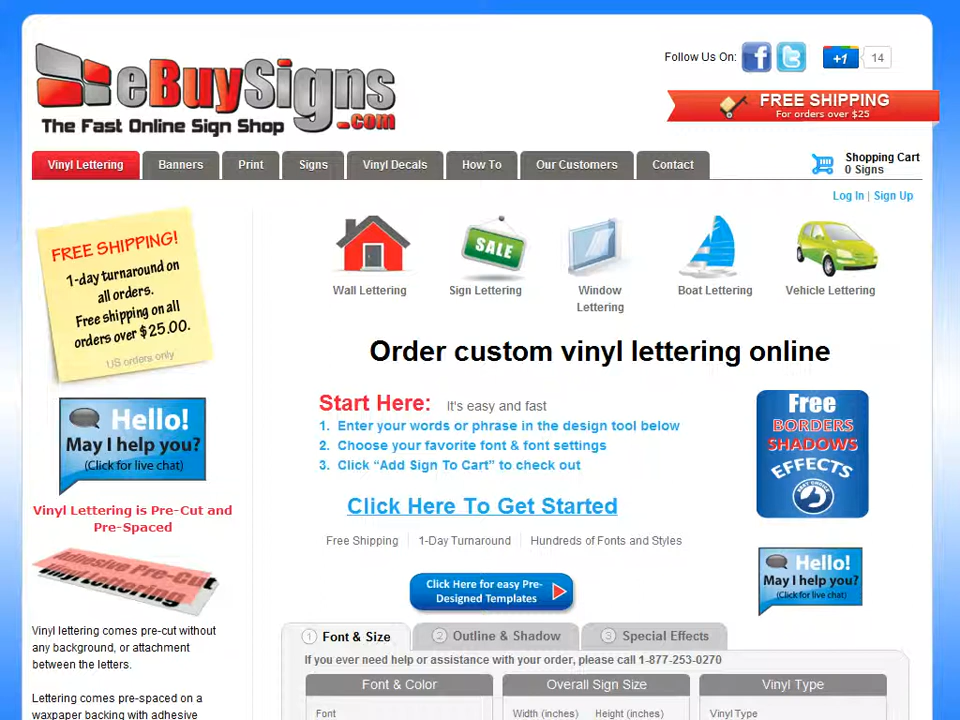 eBuySigns
.com
The Fast Online Sign Shop
Follow Us On:
+1
14
FREE SHIPPING
For orders over $25
Vinyl Lettering
Banners
Print
Signs
Vinyl Decals
How To
Our Customers
Contact
Shopping Cart
0 Signs
Log In | Sign Up
FREE SHIPPING!
1-day turnaround on
all orders.
Free shipping on all
orders over $25.00.
US orders only
SALE
Wall Lettering
Sign Lettering
Window
Lettering
Boat Lettering
Vehicle Lettering
Order custom vinyl lettering online
Start Here: It's easy and fast
1. Enter your words or phrase in the design tool below
2. Choose your favorite font & font settings
3. Click “Add Sign To Cart” to check out
Click Here To Get Started
Free Shipping
1-Day Turnaround
Hundreds of Fonts and Styles
Free
BORDERS
SHADOWS
EFFECTS
BEST CHOICE
Hello!
May I help you?
(Click for live chat)
Click Here for easy Pre-
Designed Templates
Hello!
May I help you?
(Click for live chat)
Vinyl Lettering is Pre-Cut and
Pre-Spaced
Adhesive Pre-Cut
Vinyl Lettering
Vinyl lettering comes pre-cut without
any background, or attachment
between the letters.
Lettering comes pre-spaced on a
waxpaper backing with adhesive
1 Font & Size
2 Outline & Shadow
3 Special Effects
If you ever need help or assistance with your order, please call 1-877-253-0270
Font & Color
Overall Sign Size
Vinyl Type
Font
Width (inches)
Height (inches)
Vinyl Type